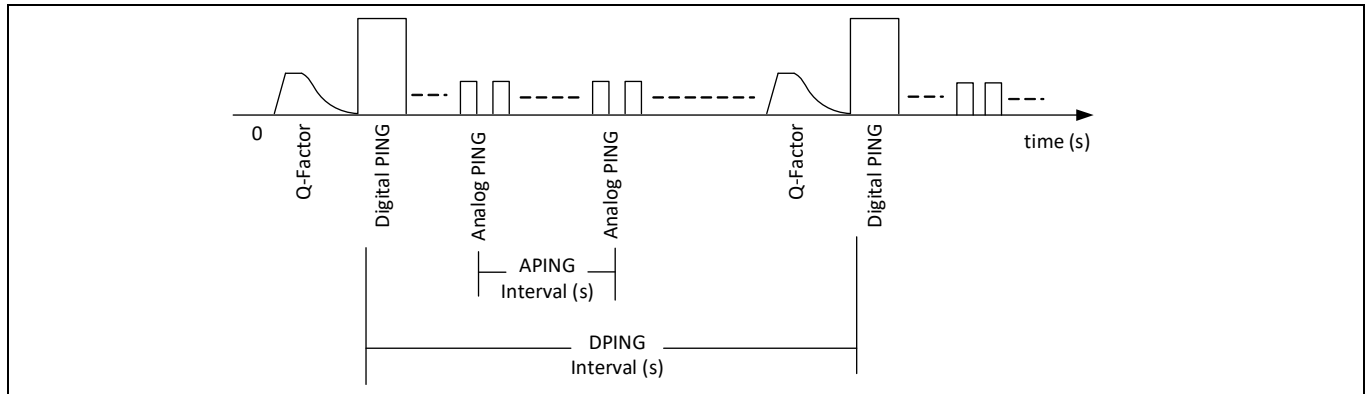 0
time (s)
Q-Factor
Digital PING
Analog PING
Analog PING
Q-Factor
Digital PING
APING
Interval (s)
DPING
Interval (s)